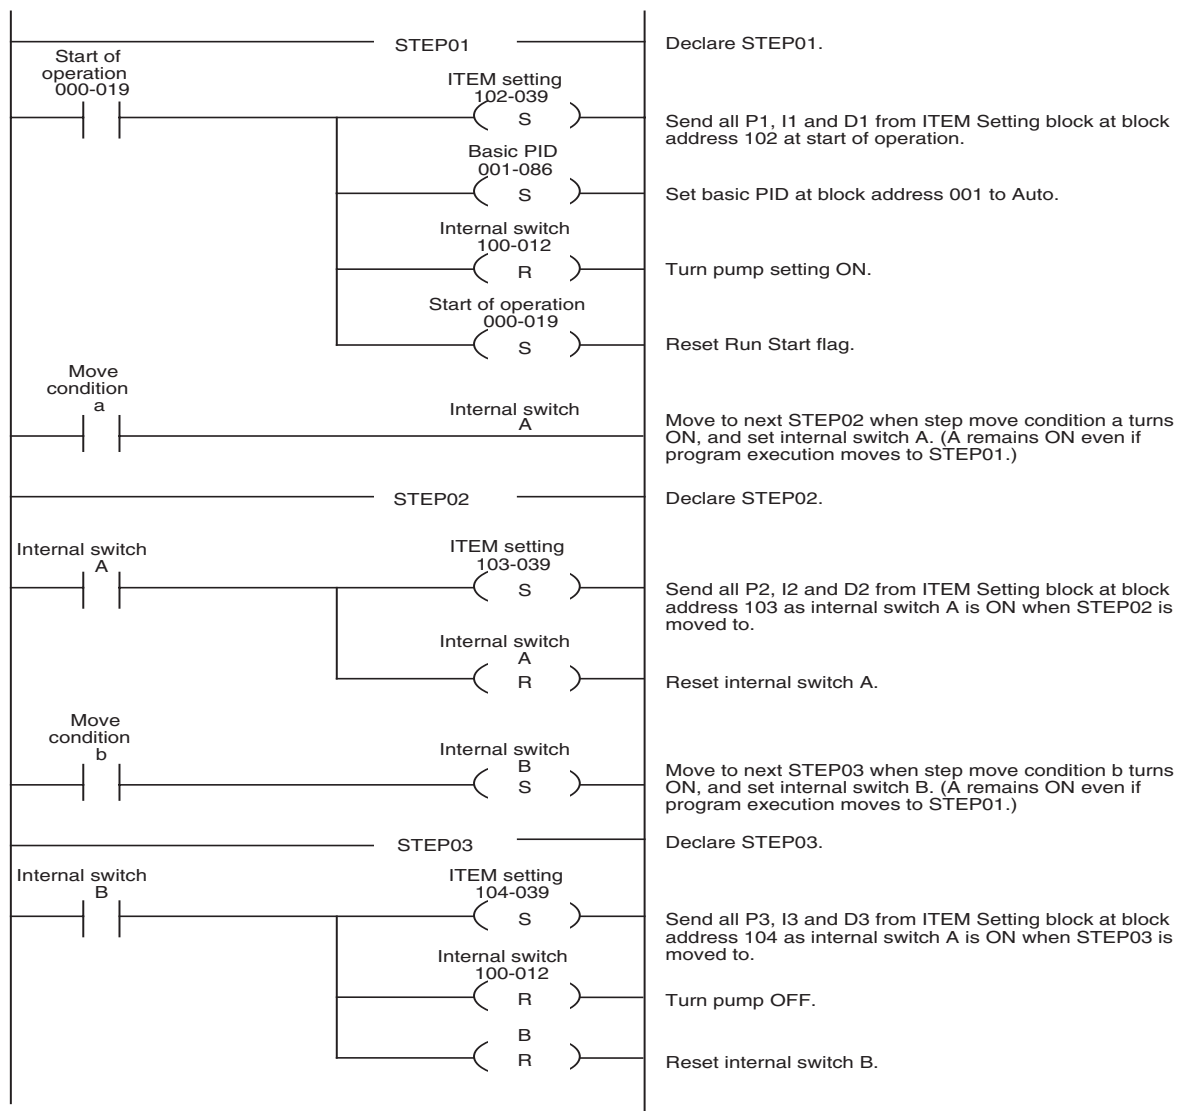 STEP01
Declare STEP01.
Start of
operation
000-019
ITEM setting
102-039
S
Send all P1, I1 and D1 from ITEM Setting block at block
address 102 at start of operation.
Basic PID
001-086
S
Set basic PID at block address 001 to Auto.
Internal switch
100-012
R
Turn pump setting ON.
Start of operation
000-019
S
Reset Run Start flag.
Move
condition
a
Internal switch
A
Move to next STEP02 when step move condition a turns
ON, and set internal switch A. (A remains ON even if
program execution moves to STEP01.)
STEP02
Declare STEP02.
Internal switch
A
ITEM setting
103-039
S
Send all P2, I2 and D2 from ITEM Setting block at block
address 103 as internal switch A is ON when STEP02 is
moved to.
Internal switch
A
R
Reset internal switch A.
Move
condition
b
Internal switch
B
S
Move to next STEP03 when step move condition b turns
ON, and set internal switch B. (A remains ON even if
program execution moves to STEP01.)
STEP03
Declare STEP03.
Internal switch
B
ITEM setting
104-039
S
Send all P3, I3 and D3 from ITEM Setting block at block
address 104 as internal switch A is ON when STEP03 is
moved to.
Internal switch
100-012
R
Turn pump OFF.
B
R
Reset internal switch B.